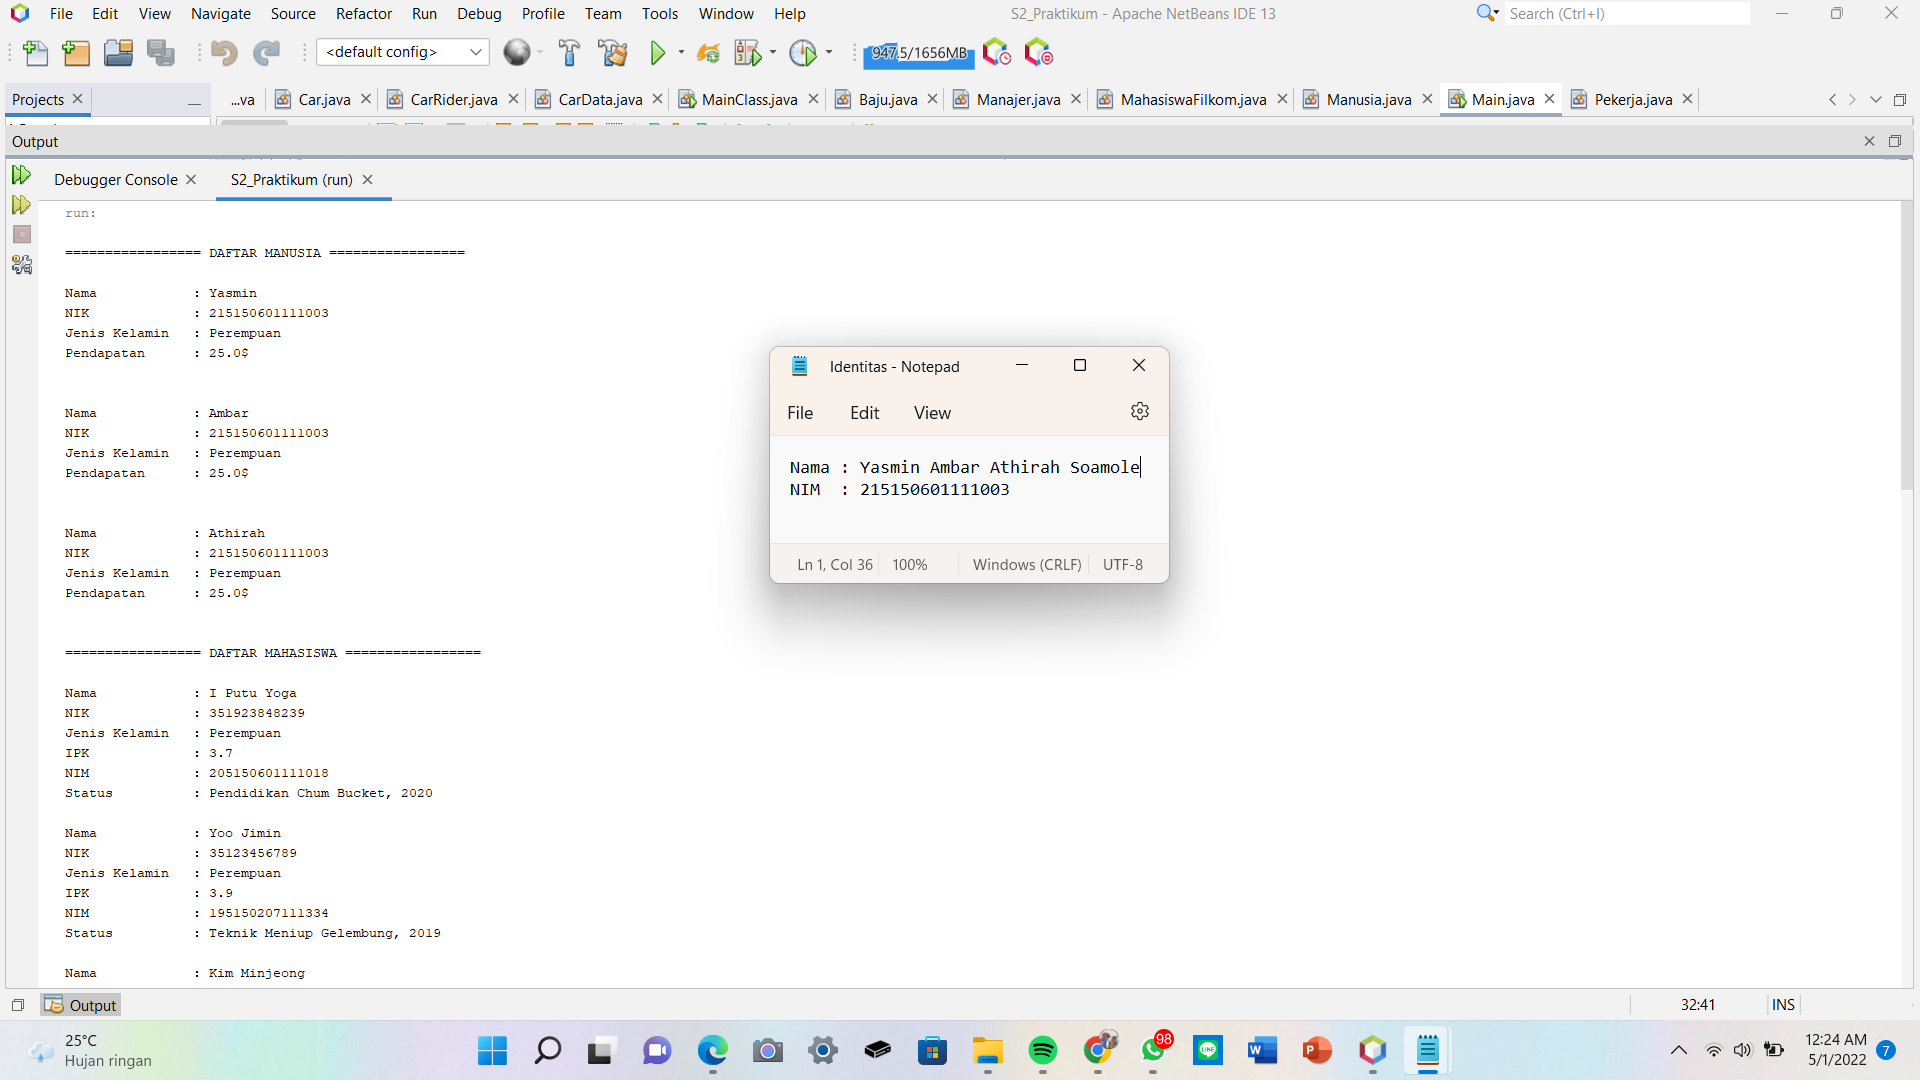 File Edit View Navigate Source Refactor Run Debug Profile Team Tools Window Help S2_Praktikum - Apache NetBeans IDE 13 Search (Ctrl+I)
<default config> 947.5/1656MB
Projects ...va Car.java CarRider.java CarData.java MainClass.java Baju.java Manajer.java MahasiswaFilkom.java Manusia.java Main.java Pekerja.java
Output
Debugger Console S2_Praktikum (run)
run:
================= DAFTAR MANUSIA =================
Nama : Yasmin
NIK : 215150601111003
Jenis Kelamin : Perempuan
Pendapatan : 25.0$
Nama : Ambar
NIK : 215150601111003
Jenis Kelamin : Perempuan
Pendapatan : 25.0$
Nama : Athirah
NIK : 215150601111003
Jenis Kelamin : Perempuan
Pendapatan : 25.0$
================= DAFTAR MAHASISWA =================
Nama : I Putu Yoga
NIK : 351923848239
Jenis Kelamin : Perempuan
IPK : 3.7
NIM : 205150601111018
Status : Pendidikan Chum Bucket, 2020
Nama : Yoo Jimin
NIK : 35123456789
Jenis Kelamin : Perempuan
IPK : 3.9
NIM : 195150207111334
Status : Teknik Meniup Gelembung, 2019
Nama : Kim Minjeong
Identitas - Notepad
File Edit View
Nama : Yasmin Ambar Athirah Soamole
NIM : 215150601111003
Ln 1, Col 36 100% Windows (CRLF) UTF-8
Output 32:41 INS
25°C
Hujan ringan
98
12:24 AM
5/1/2022
7